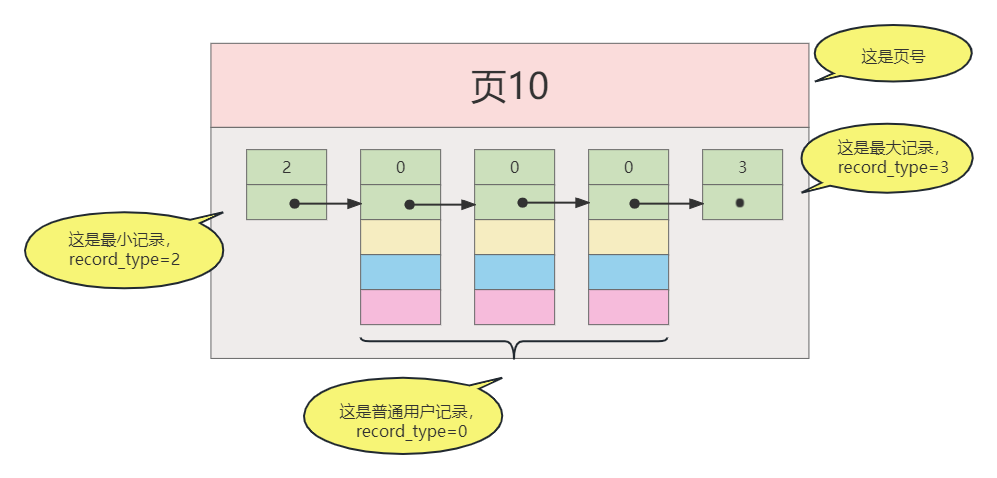 这是页号
页10
这是最大记录，
record_type=3
2 0 0 0 3
这是最小记录，
record_type=2
这是普通用户记录，
record_type=0